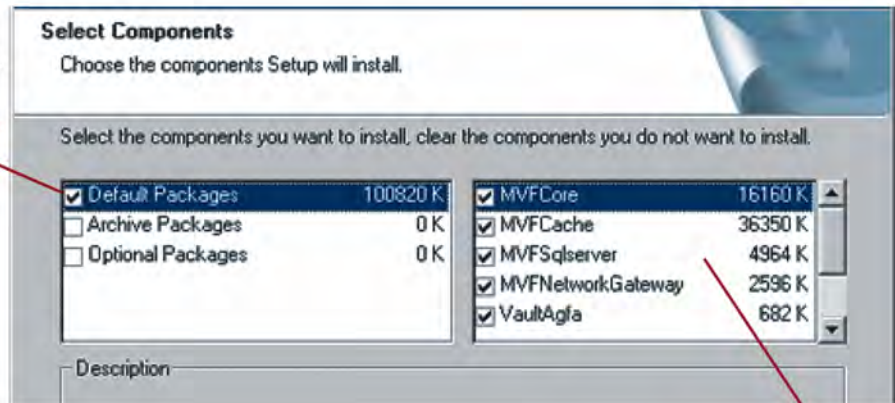 Select Components
Choose the components Setup will install.
Select the components you want to install, clear the components you do not want to install.
Default Packages 100820 K
Archive Packages 0 K
Optional Packages 0 K
MVFCore 16160 K
MVFCache 36350 K
MVFSqlserver 4964 K
MVFNetworkGateway 2596 K
VaultAgfa 682 K
Description